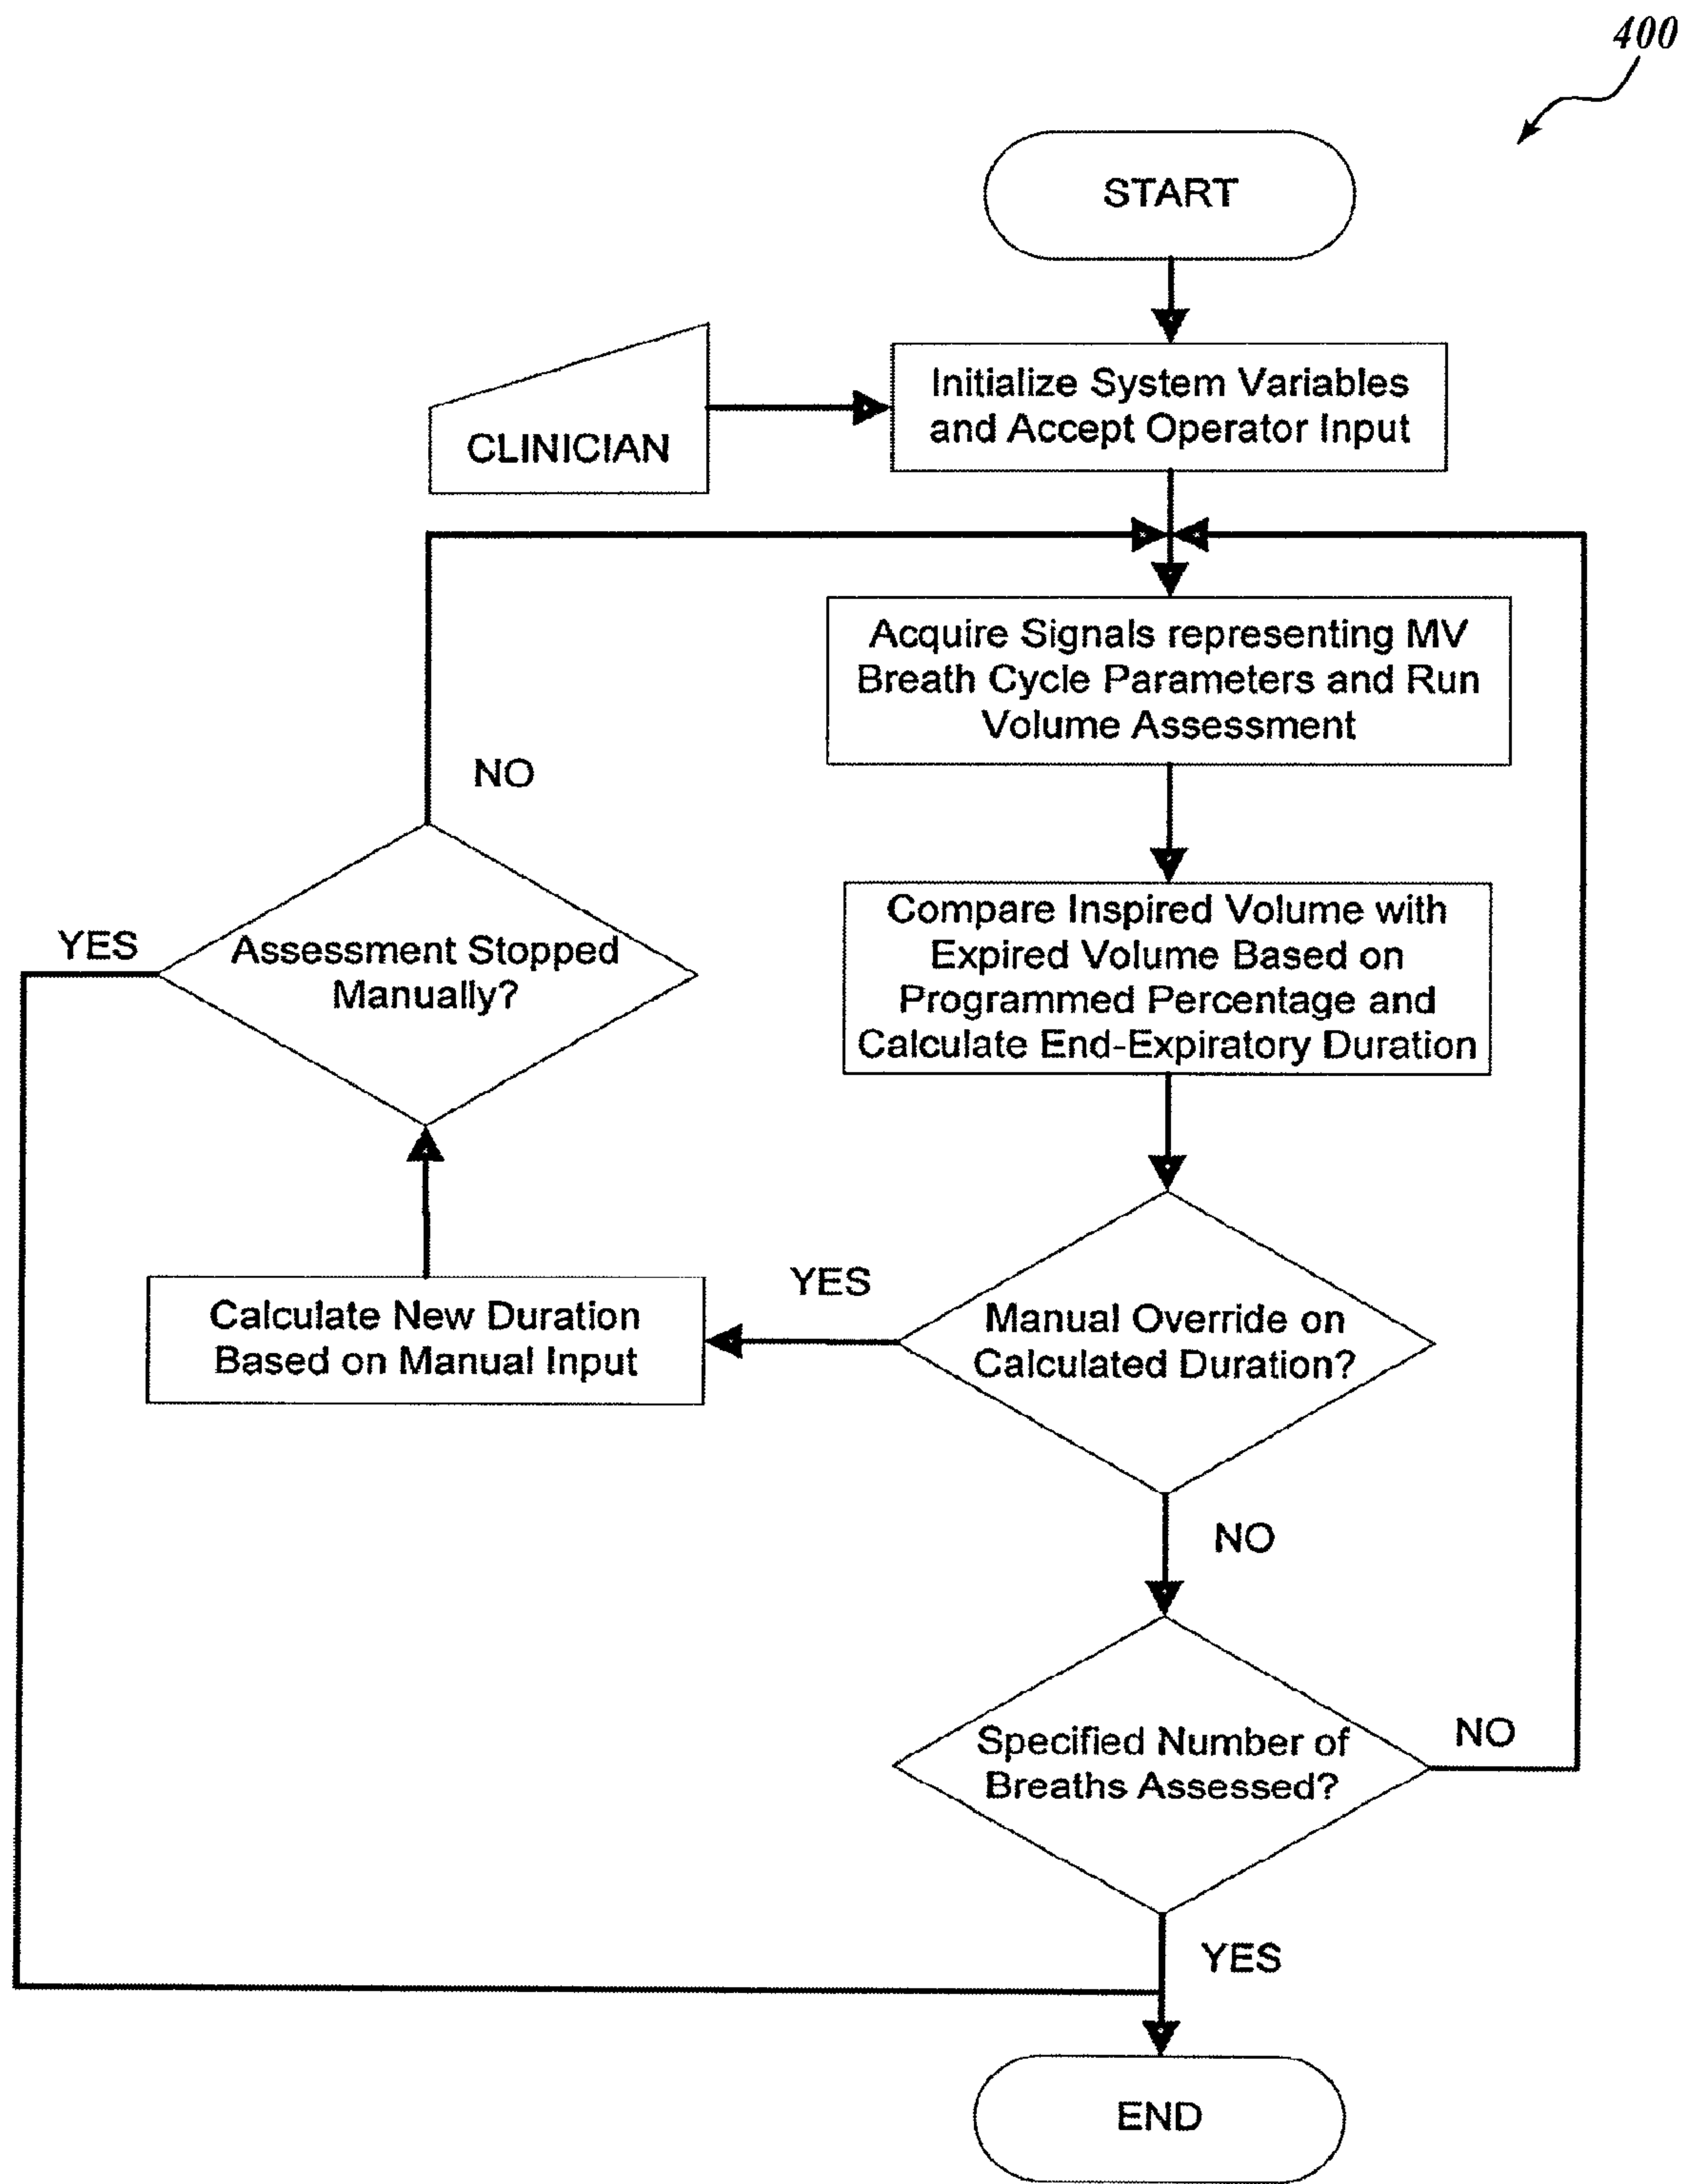 400
START
Initialize System Variables
and Accept Operator Input
CLINICIAN
Acquire Signals representing MV
Breath Cycle Parameters and Run
Volume Assessment
NO
Compare Inspired Volume with
Expired Volume Based on
Programmed Percentage and
Calculate End-Expiratory Duration
YES
Assessment Stopped
Manually?
YES
Calculate New Duration
Based on Manual Input
Manual Override on
Calculated Duration?
NO
Specified Number of
Breaths Assessed?
NO
YES
END